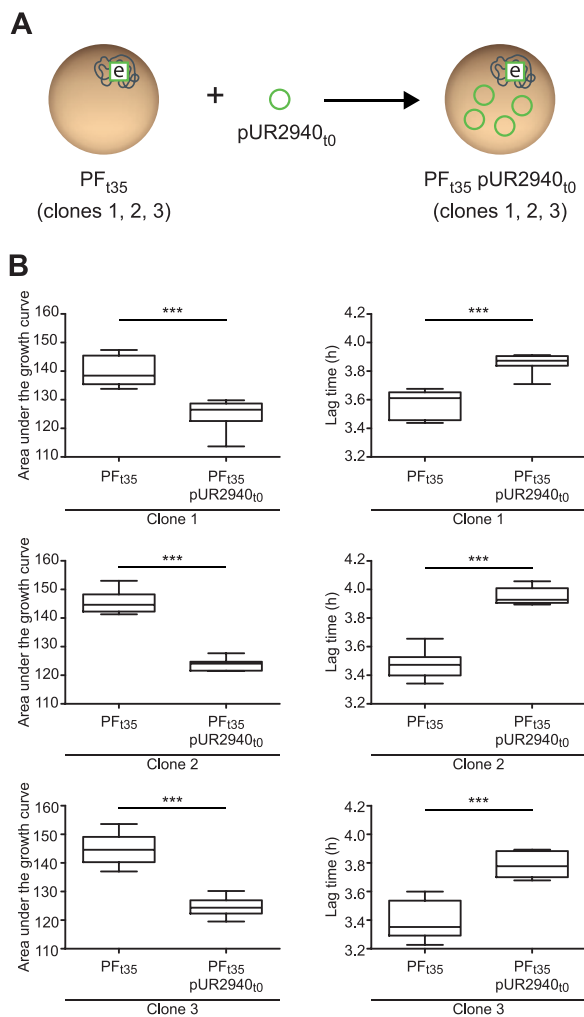 A
e
+
pUR2940t0
e
PFt35
(clones 1, 2, 3)
PFt35 pUR2940t0
(clones 1, 2, 3)
B
Area under the growth curve
160
150
140
130
120
110
***
PFt35
PFt35
pUR2940t0
Clone 1
Lag time (h)
4.2
4.0
3.8
3.6
3.4
3.2
***
PFt35
PFt35
pUR2940t0
Clone 1
Area under the growth curve
160
150
140
130
120
110
***
PFt35
PFt35
pUR2940t0
Clone 2
Lag time (h)
4.2
4.0
3.8
3.6
3.4
3.2
***
PFt35
PFt35
pUR2940t0
Clone 2
Area under the growth curve
160
150
140
130
120
110
***
PFt35
PFt35
pUR2940t0
Clone 3
Lag time (h)
4.2
4.0
3.8
3.6
3.4
3.2
***
PFt35
PFt35
pUR2940t0
Clone 3